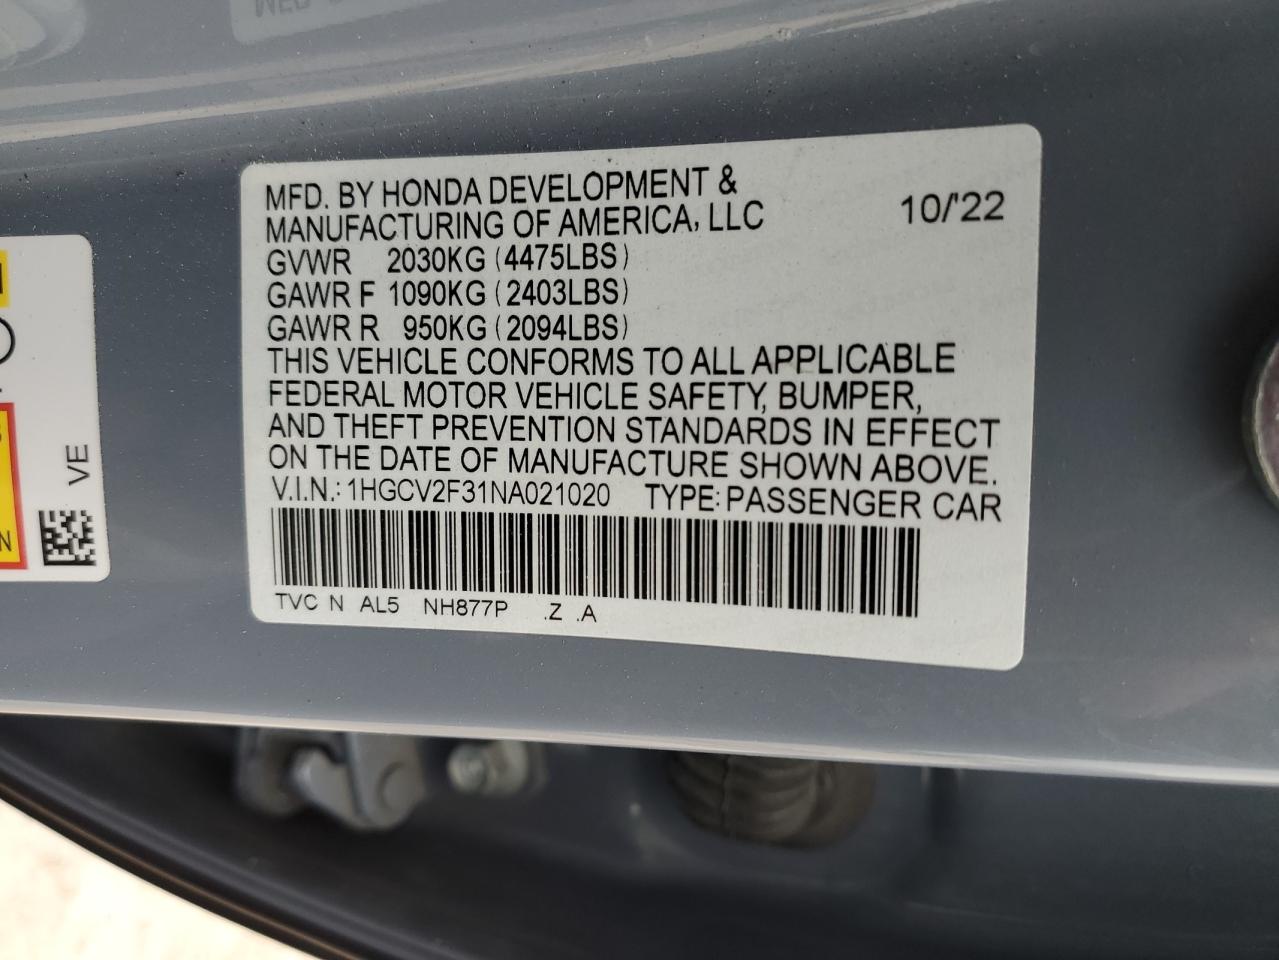 MFD. BY HONDA DEVELOPMENT &
MANUFACTURING OF AMERICA, LLC 10/'22
GVWR 2030KG (4475LBS)
GAWR F 1090KG (2403LBS)
GAWR R 950KG (2094LBS)
THIS VEHICLE CONFORMS TO ALL APPLICABLE
FEDERAL MOTOR VEHICLE SAFETY, BUMPER,
AND THEFT PREVENTION STANDARDS IN EFFECT
ON THE DATE OF MANUFACTURE SHOWN ABOVE.
V.I.N.: 1HGCV2F31NA021020 TYPE: PASSENGER CAR
TVC N AL5 NH877P .Z .A
VE
N